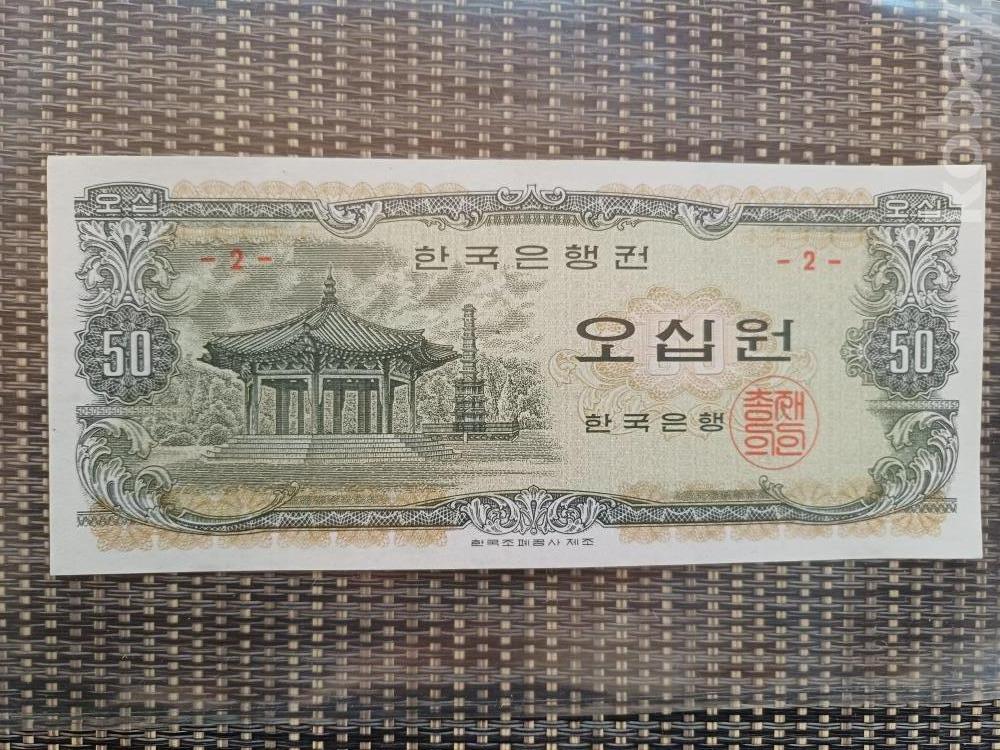 오십 오십
- 2 - 한국은행권 - 2 -
50 오십원 50
한국은행 총재의인
한국조폐공사 제조